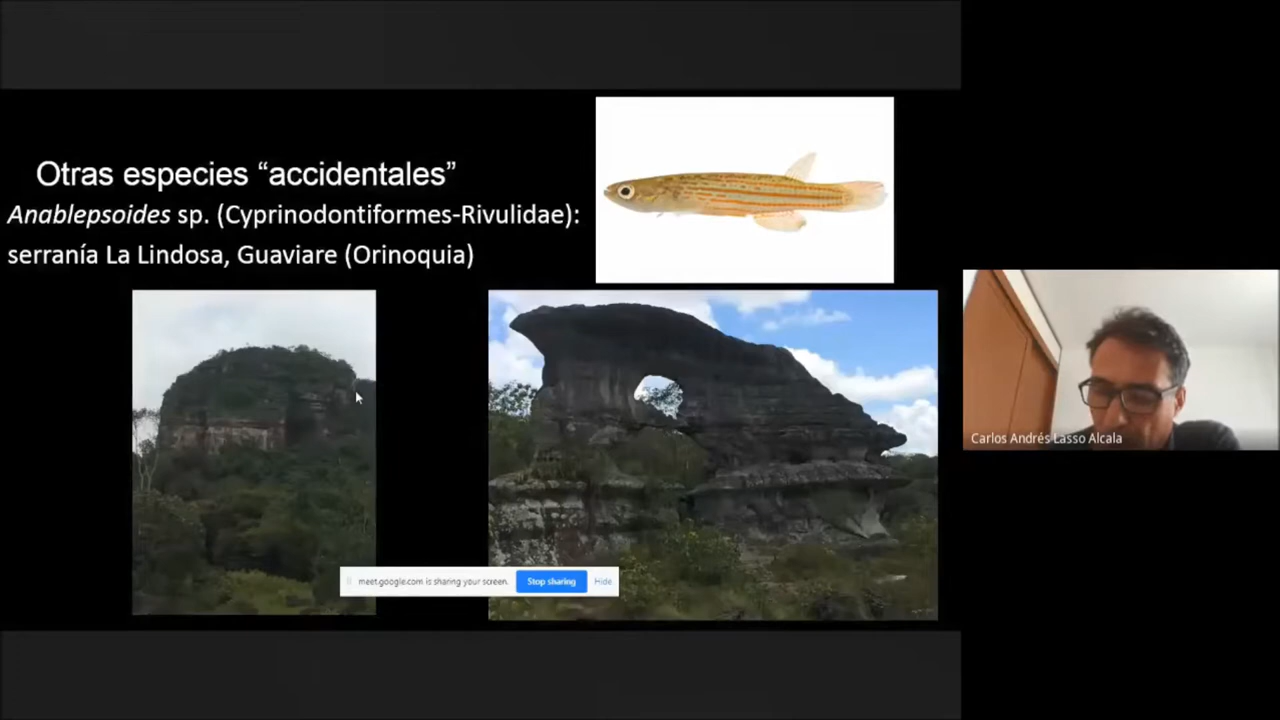 Otras especies “accidentales”
Anablepsoides sp. (Cyprinodontiformes-Rivulidae):
serranía La Lindosa, Guaviare (Orinoquia)
Carlos Andrés Lasso Alcala
meet.google.com is sharing your screen. Stop sharing Hide